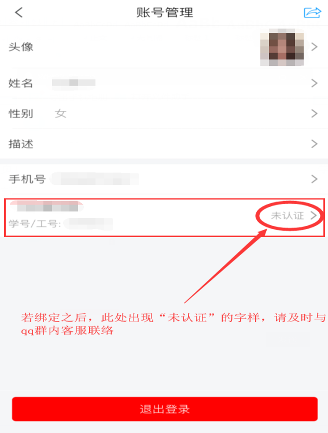 账号管理
头像
姓名
性别 女
描述
手机号
学号/工号:
未认证
若绑定之后，此处出现“未认证”的字样，请及时与
qq群内客服联络
退出登录